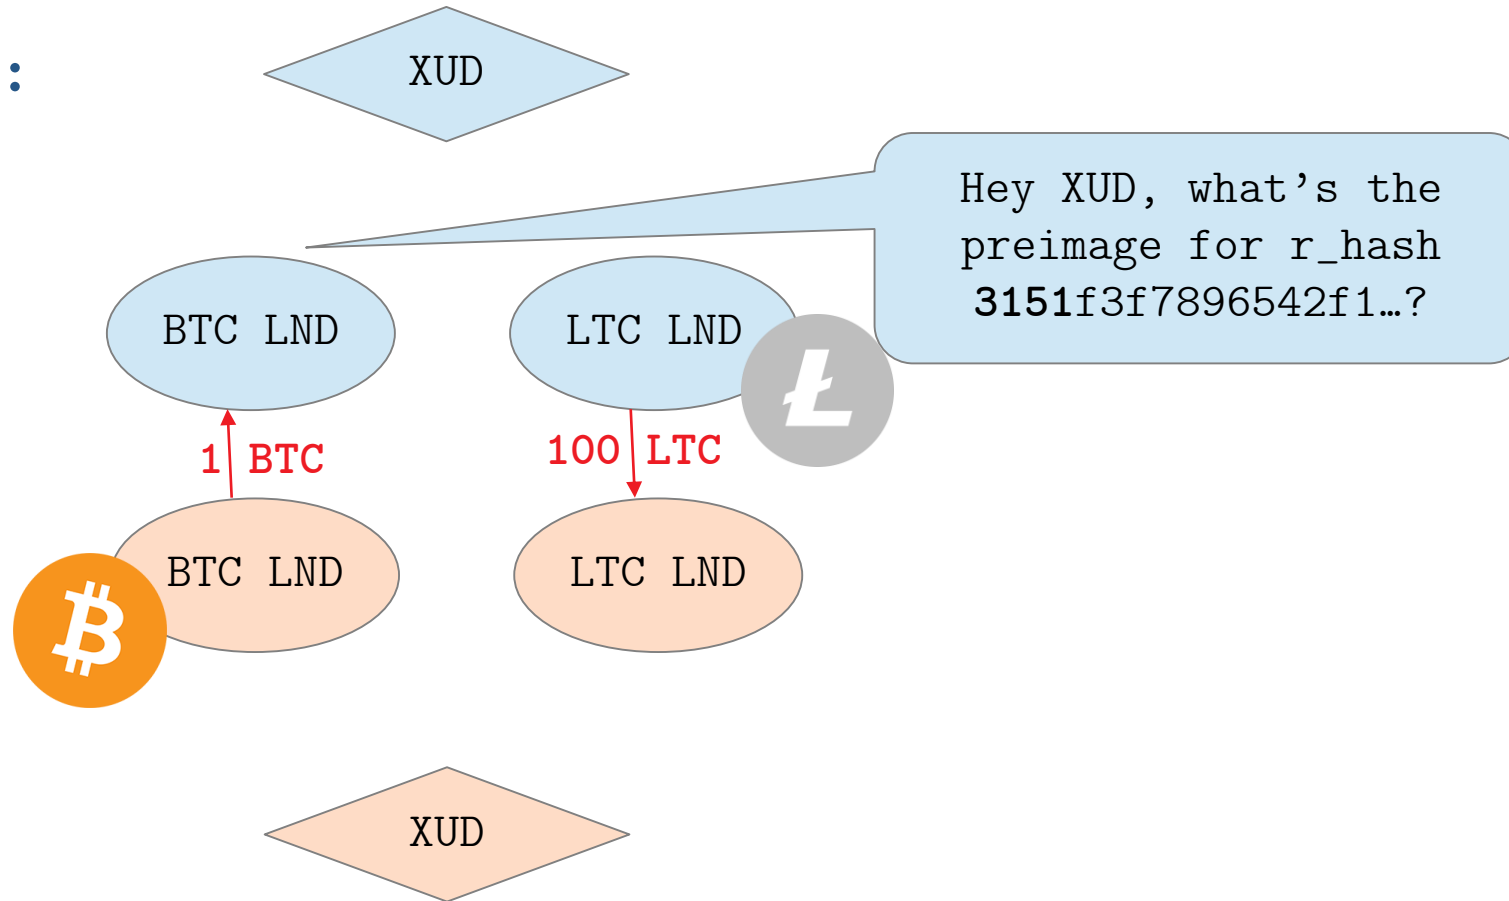 :
XUD
Hey XUD, what’s the
preimage for r_hash
3151f3f7896542f1…?
BTC LND
LTC LND
1 BTC
100 LTC
BTC LND
LTC LND
XUD